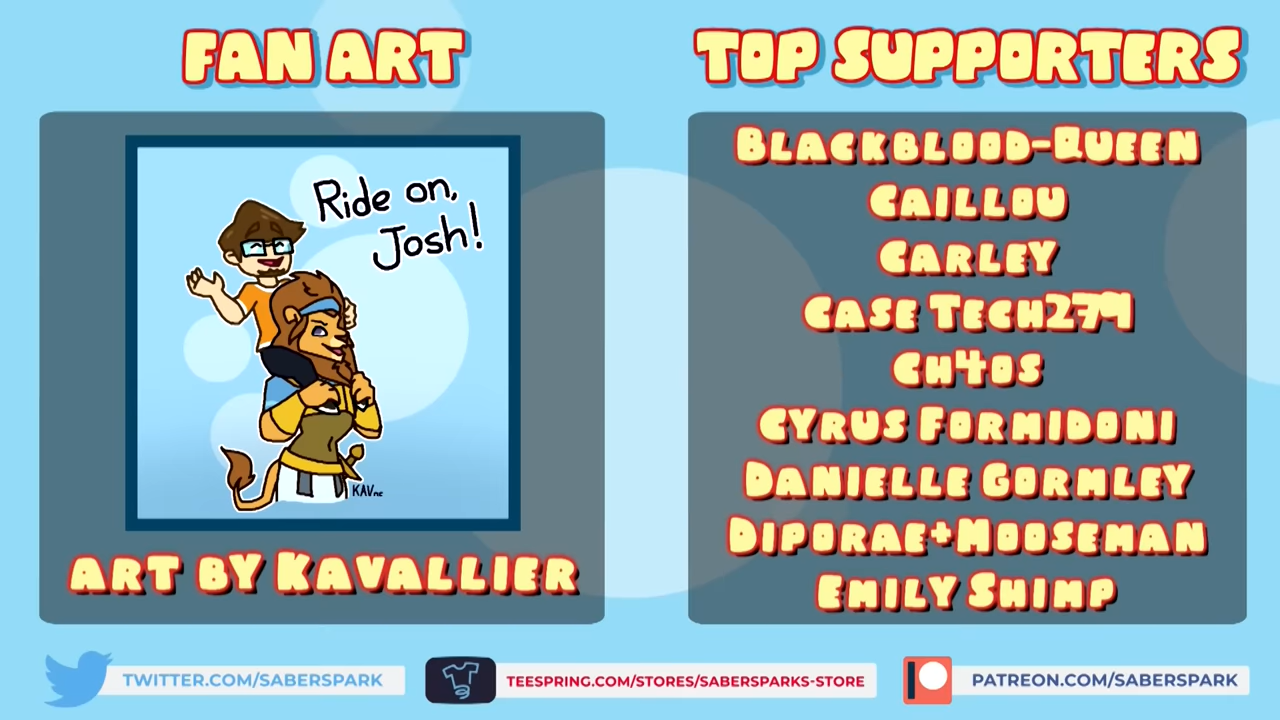 FAN ART
Ride on,
Josh!
KAV
ART BY KAVALLIER
TOP SUPPORTERS
BLACKBLOOD-QUEEN
CAILLOU
CARLEY
CASE TECH279
CH4OS
CYRUS FORMIDONI
DANIELLE GORMLEY
DIPORAE+MOOSEMAN
EMILY SHIMP
TWITTER.COM/SABERSPARK
TEESPRING.COM/STORES/SABERSPARKS-STORE
PATREON.COM/SABERSPARK